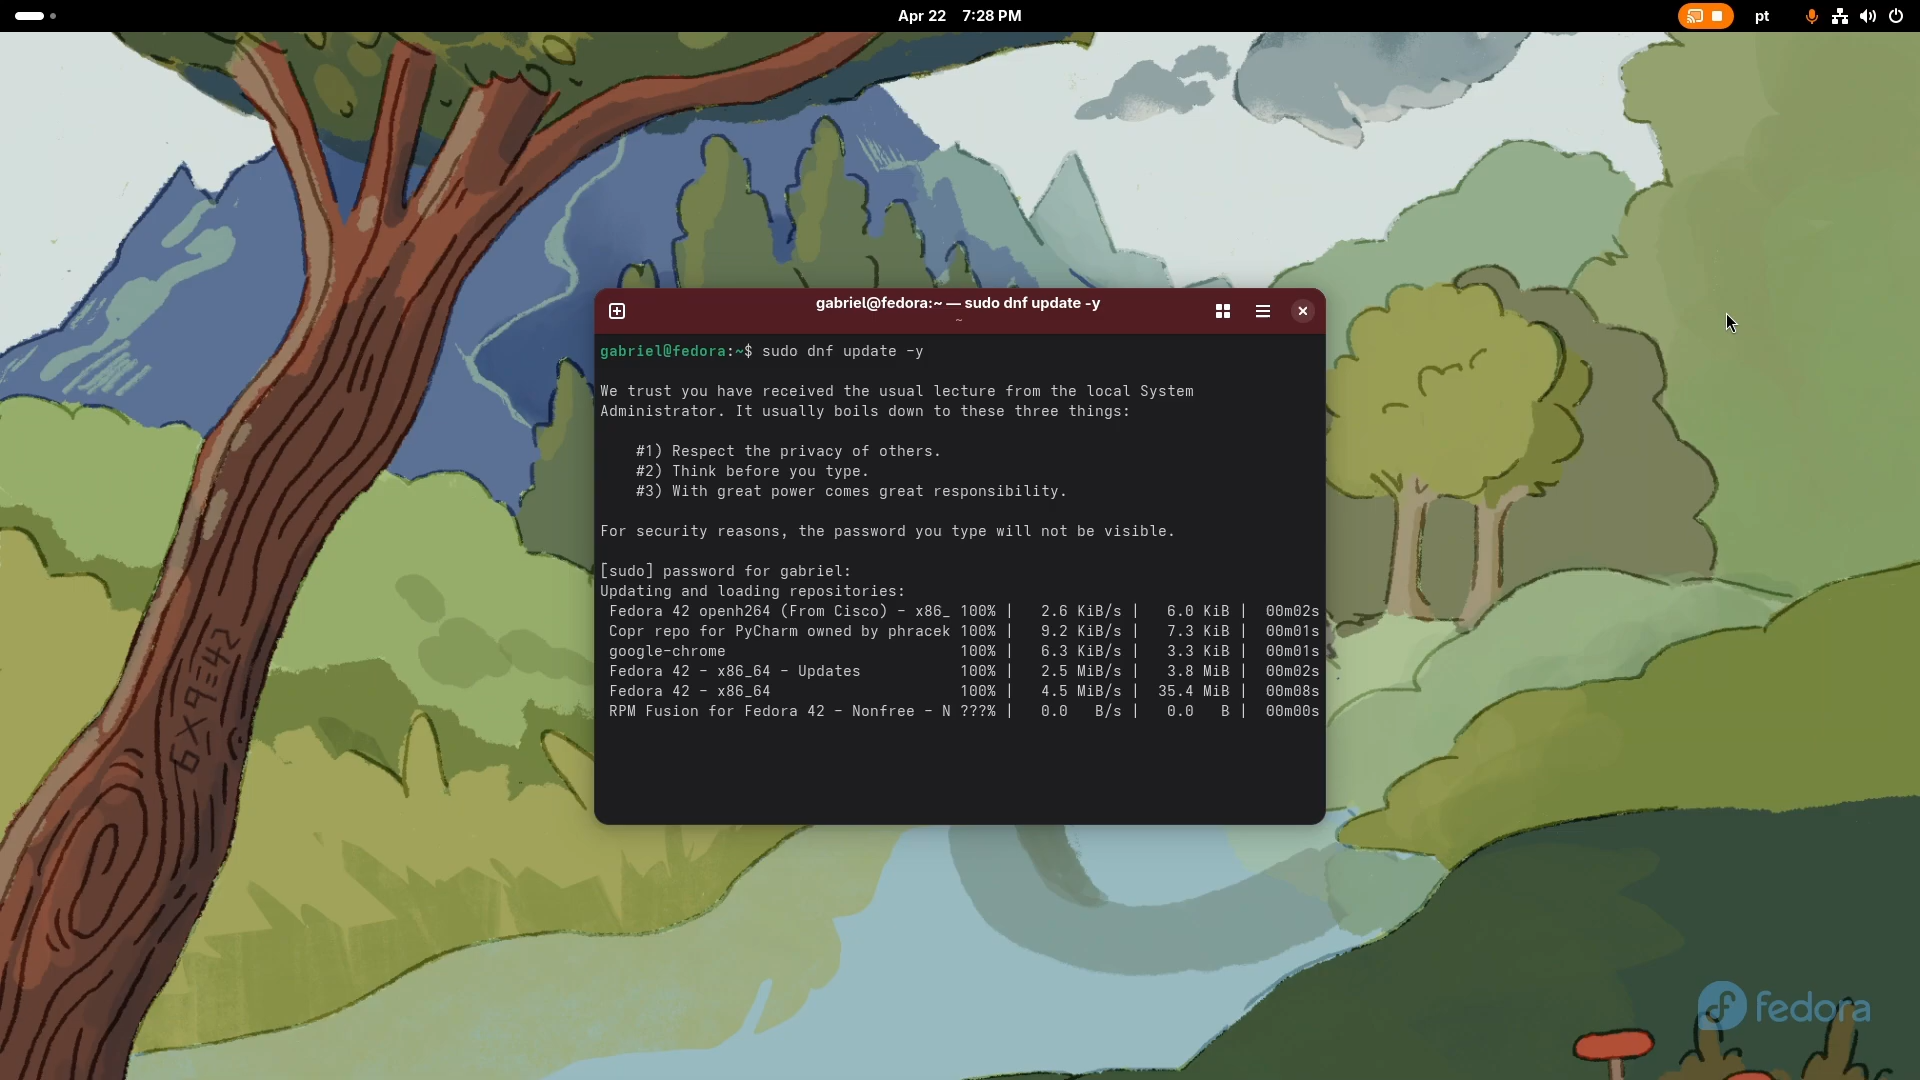 Apr 22 7:28 PM
pt
gabriel@fedora:~ — sudo dnf update -y
~
gabriel@fedora:~$ sudo dnf update -y
We trust you have received the usual lecture from the local System
Administrator. It usually boils down to these three things:
#1) Respect the privacy of others.
#2) Think before you type.
#3) With great power comes great responsibility.
For security reasons, the password you type will not be visible.
[sudo] password for gabriel:
Updating and loading repositories:
Fedora 42 openh264 (From Cisco) - x86_ 100% | 2.6 KiB/s | 6.0 KiB | 00m02s
Copr repo for PyCharm owned by phracek 100% | 9.2 KiB/s | 7.3 KiB | 00m01s
google-chrome 100% | 6.3 KiB/s | 3.3 KiB | 00m01s
Fedora 42 - x86_64 - Updates 100% | 2.5 MiB/s | 3.8 MiB | 00m02s
Fedora 42 - x86_64 100% | 4.5 MiB/s | 35.4 MiB | 00m08s
RPM Fusion for Fedora 42 - Nonfree - N ???% | 0.0 B/s | 0.0 B | 00m00s
6×9=42
fedora